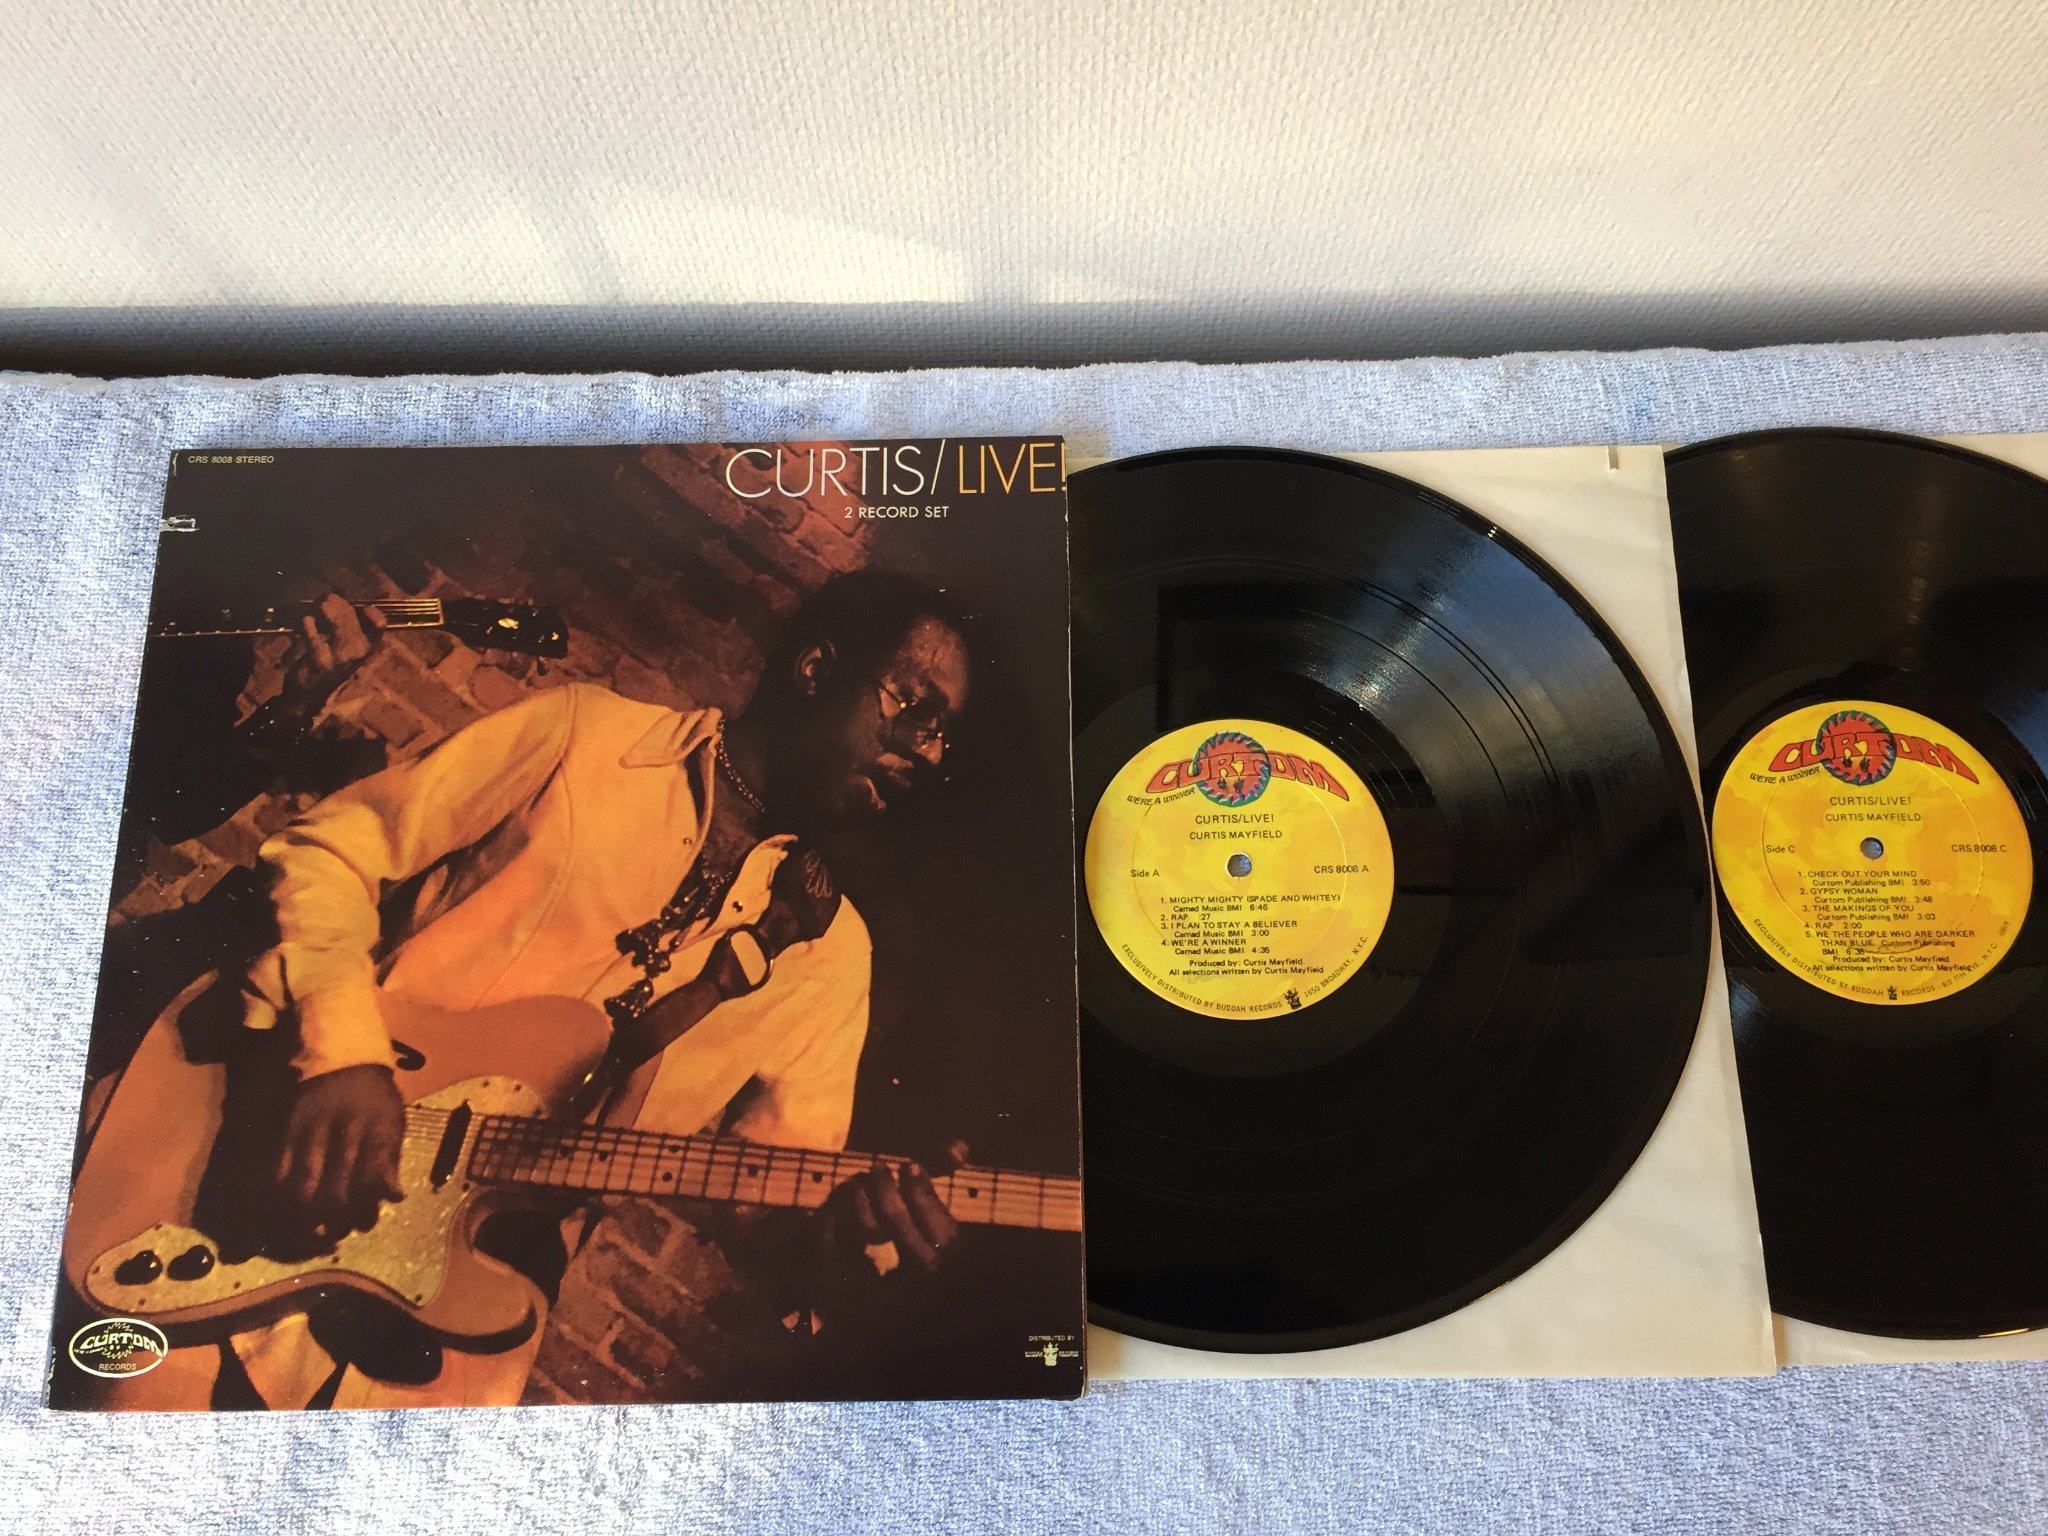 CRS 8008 STEREO
CURTIS/LIVE!
2 RECORD SET
CURTOM
RECORDS
DISTRIBUTED BY
CURTOM
WE'RE A WINNER
CURTIS/LIVE!
CURTIS MAYFIELD
Side A
CRS 8008 A
1. MIGHTY MIGHTY (SPADE AND WHITEY)
Camad Music BMI 6:46
2. RAP :27
3. I PLAN TO STAY A BELIEVER
Camad Music BMI 3:00
4. WE'RE A WINNER
Camad Music BMI 4:36
Produced by: Curtis Mayfield
All selections written by Curtis Mayfield
EXCLUSIVELY DISTRIBUTED BY BUDDAH RECORDS 1650 BROADWAY, N.Y.C.
CURTOM
WE'RE A WINNER
CURTIS/LIVE!
CURTIS MAYFIELD
Side C
CRS 8008 C
1. CHECK OUT YOUR MIND
Curtom Publishing BMI 3:50
2. GYPSY WOMAN
Curtom Publishing BMI 3:48
3. THE MAKINGS OF YOU
Curtom Publishing BMI 3:03
4. RAP 2:00
5. WE THE PEOPLE WHO ARE DARKER
THAN BLUE Curtom Publishing
BMI
Produced by: Curtis Mayfield
All selections written by Curtis Mayfield
EXCLUSIVELY DISTRIBUTED BY BUDDAH RECORDS - 810 7TH AVE. N.Y.C. 10019